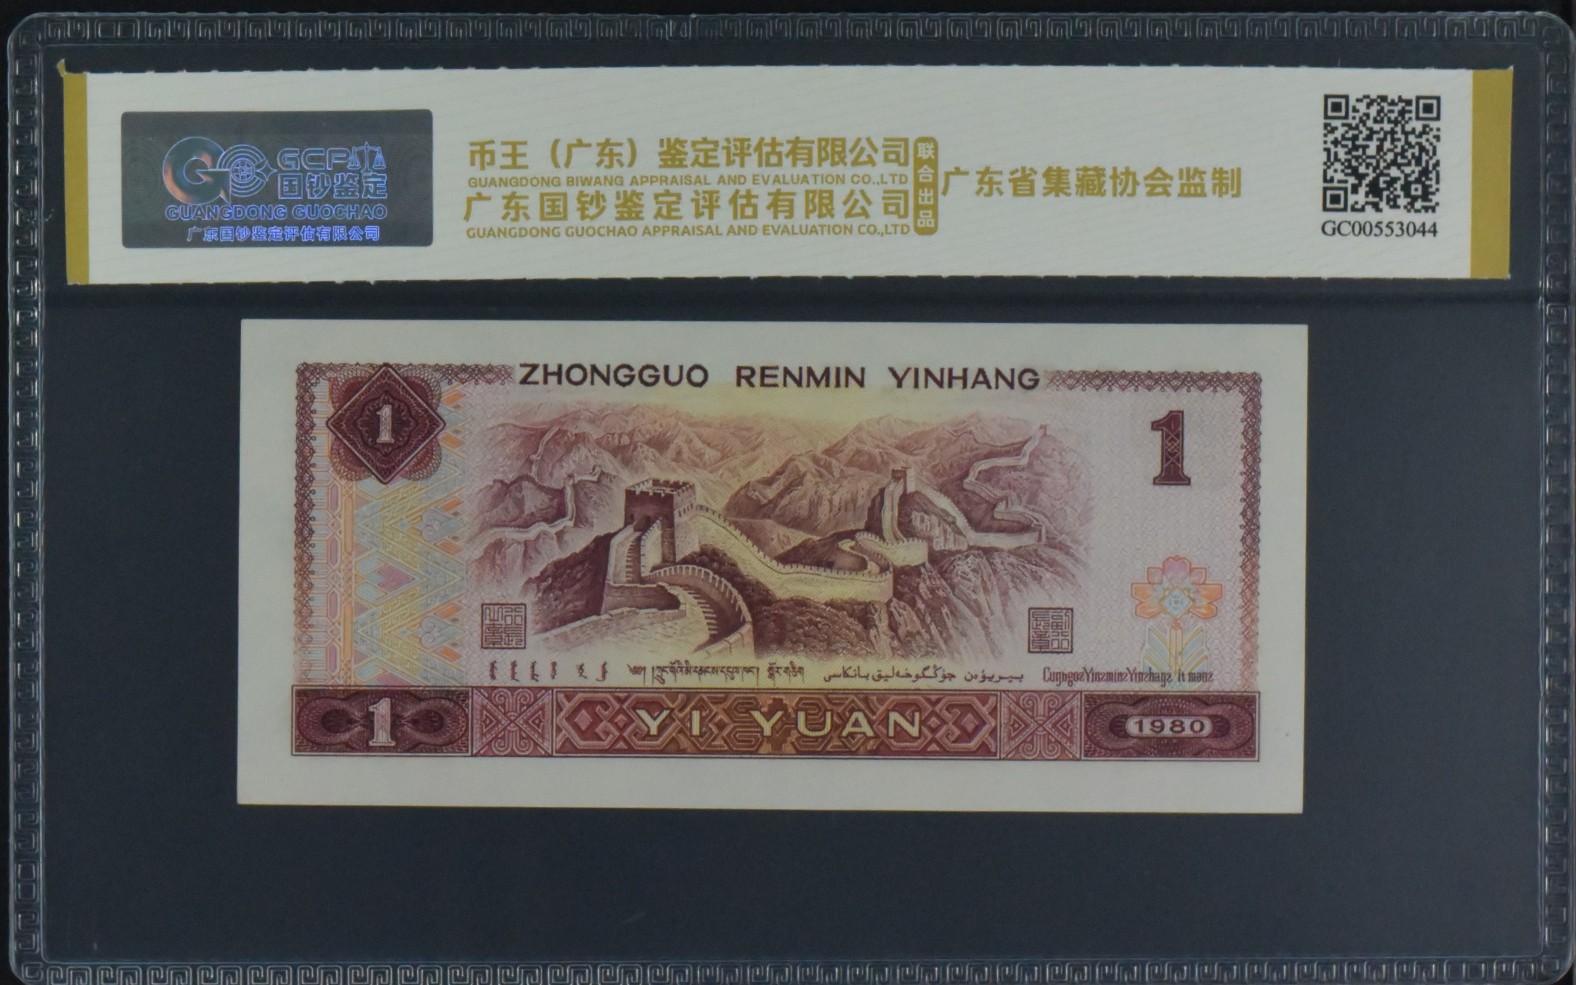 GCP
国钞鉴定
GUANGDONG GUOCHAO
广东国钞鉴定评估有限公司
币王（广东）鉴定评估有限公司
GUANGDONG BIWANG APPRAISAL AND EVALUATION CO.,LTD
广东国钞鉴定评估有限公司
GUANGDONG GUOCHAO APPRAISAL AND EVALUATION CO.,LTD
联合出品
广东省集藏协会监制
GC00553044
ZHONGGUO RENMIN YINHANG
1
1
1
YI YUAN
1980